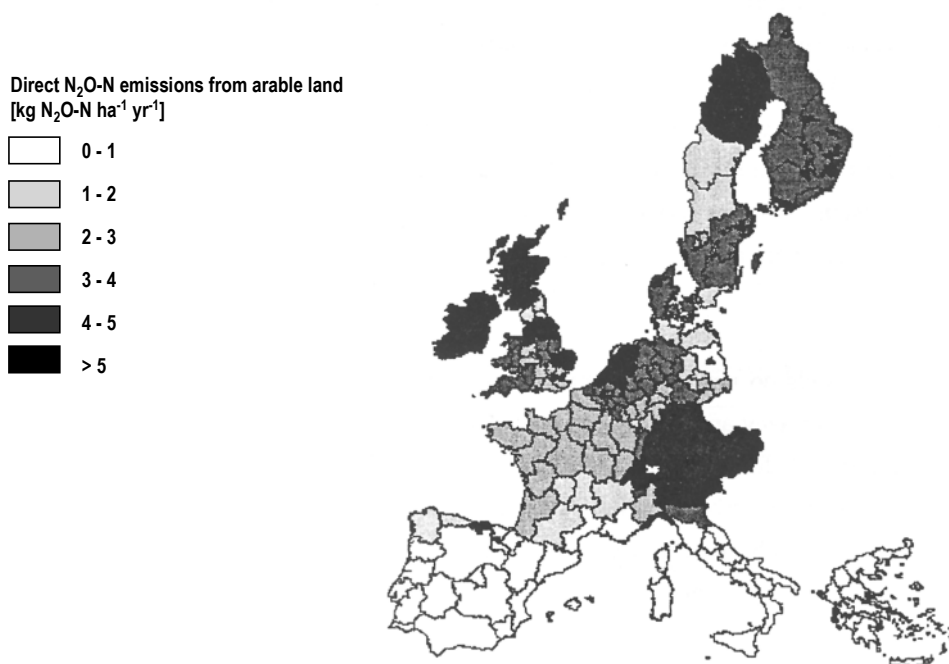 Direct N₂O-N emissions from arable land
[kg N₂O-N ha⁻¹ yr⁻¹]
0 - 1
1 - 2
2 - 3
3 - 4
4 - 5
> 5